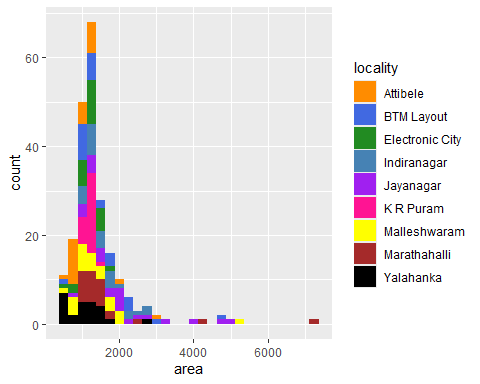 60
40
20
0
count
2000
4000
6000
area
locality
Attibele
BTM Layout
Electronic City
Indiranagar
Jayanagar
K R Puram
Malleshwaram
Marathahalli
Yalahanka